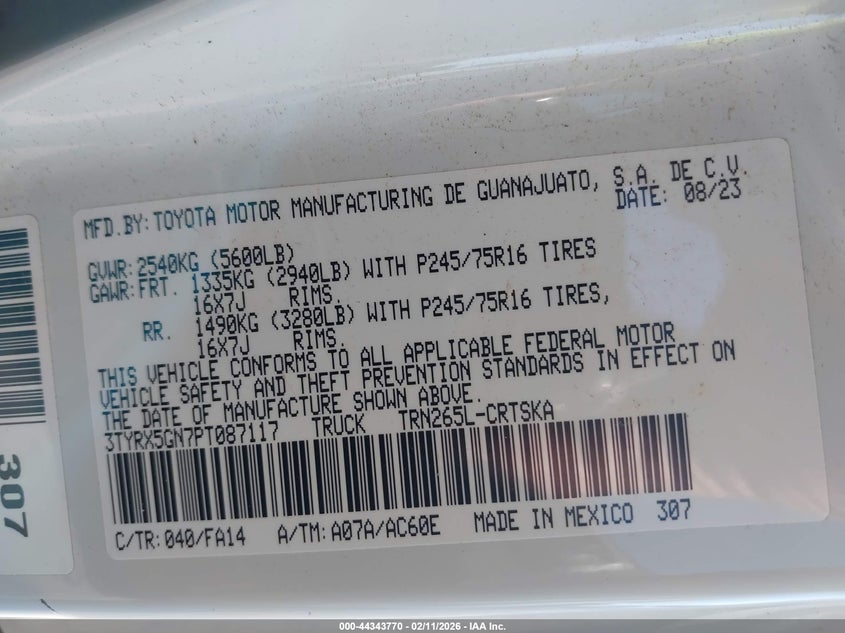 MFD.BY:TOYOTA MOTOR MANUFACTURING DE GUANAJUATO, S.A. DE C.V.
DATE: 08/23
GVWR:2540KG (5600LB)
GAWR:FRT. 1335KG (2940LB) WITH P245/75R16 TIRES
16X7J RIMS.
RR. 1490KG (3280LB) WITH P245/75R16 TIRES,
16X7J RIMS.
THIS VEHICLE CONFORMS TO ALL APPLICABLE FEDERAL MOTOR
VEHICLE SAFETY AND THEFT PREVENTION STANDARDS IN EFFECT ON
THE DATE OF MANUFACTURE SHOWN ABOVE.
3TYRX5GN7PT087117 TRUCK TRN265L-CRTSKA
C/TR:040/FA14 A/TM:A07A/AC60E MADE IN MEXICO 307
307
000-44343770 - 02/11/2026 - IAA Inc.